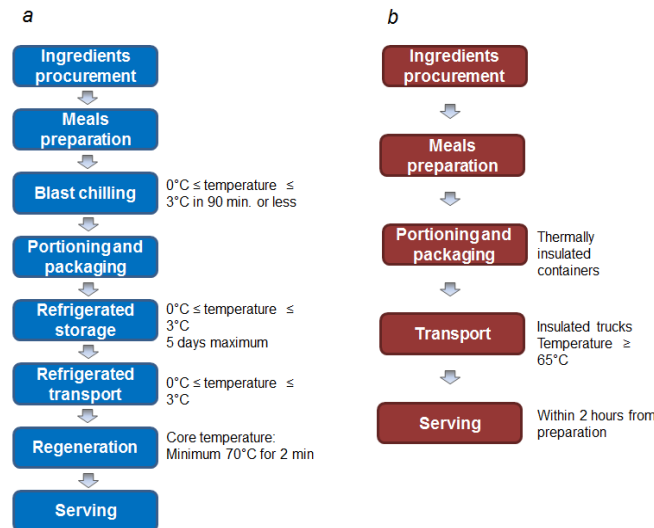 a
Ingredients
procurement
Meals
preparation
Blast chilling
0°C ≤ temperature ≤
3°C in 90 min. or less
Portioning and
packaging
Refrigerated
storage
0°C ≤ temperature ≤
3°C
5 days maximum
Refrigerated
transport
0°C ≤ temperature ≤
3°C
Regeneration
Core temperature:
Minimum 70°C for 2 min
Serving
b
Ingredients
procurement
Meals
preparation
Portioning and
packaging
Thermally
insulated
containers
Transport
Insulated trucks
Temperature ≥
65°C
Serving
Within 2 hours from
preparation